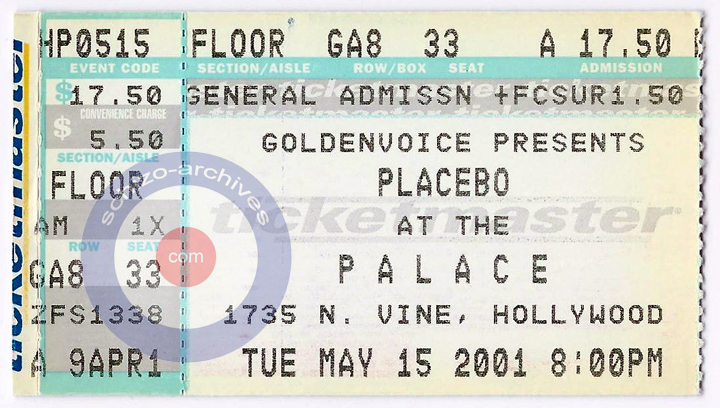 HP0515 FLOOR GA8 33 A 17.50
EVENT CODE SECTION/AISLE ROW/BOX SEAT ADMISSION
$ 17.50 GENERAL ADMISSN +FCSUR1.50
CONVENIENCE CHARGE
$ 5.50 GOLDENVOICE PRESENTS
SECTION/AISLE
FLOOR PLACEBO
ticketmaster
AM 1X AT THE
ROW SEAT
GA8 33 PALACE
ZFS1338 1735 N. VINE, HOLLYWOOD
A 9APR1 TUE MAY 15 2001 8:00PM
ticketmaster
.com